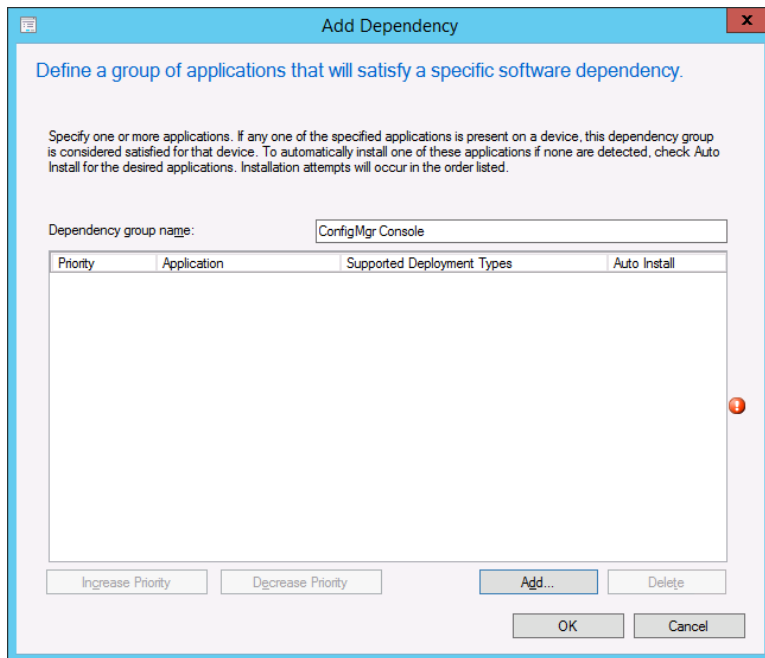 Add Dependency
x
Define a group of applications that will satisfy a specific software dependency.
Specify one or more applications. If any one of the specified applications is present on a device, this dependency group
is considered satisfied for that device. To automatically install one of these applications if none are detected, check Auto
Install for the desired applications. Installation attempts will occur in the order listed.
Dependency group name: ConfigMgr Console
Priority Application Supported Deployment Types Auto Install
Increase Priority Decrease Priority Add... Delete
OK Cancel